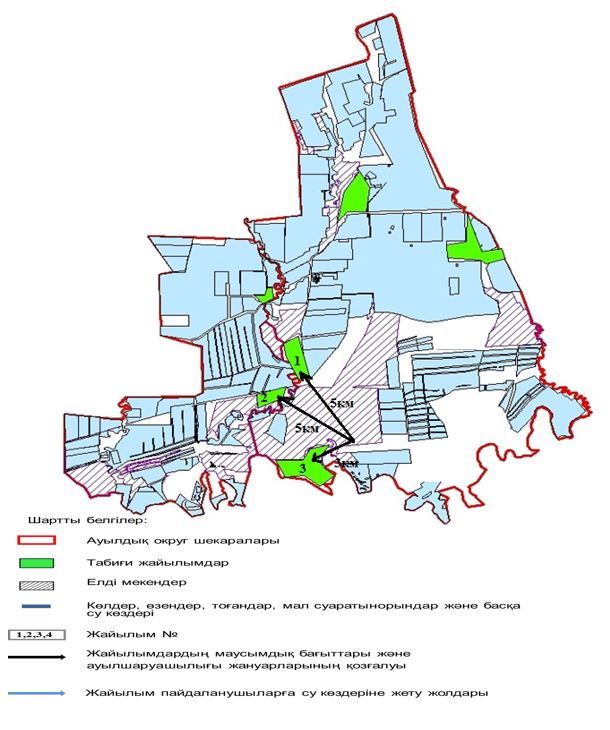 1
2
5км
5км
3
5км
Шартты белгілер:
Ауылдық округ шекаралары
Табиғи жайылымдар
Елді мекендер
Көлдер, өзендер, тоғандар, мал суаратынорындар және басқа
су көздері
1,2,3,4 Жайылым №
Жайылымдардың маусымдық бағыттары және
ауылшаруашылығы жануарларының қозғалуы
Жайылым пайдаланушыларға су көздеріне жету жолдары